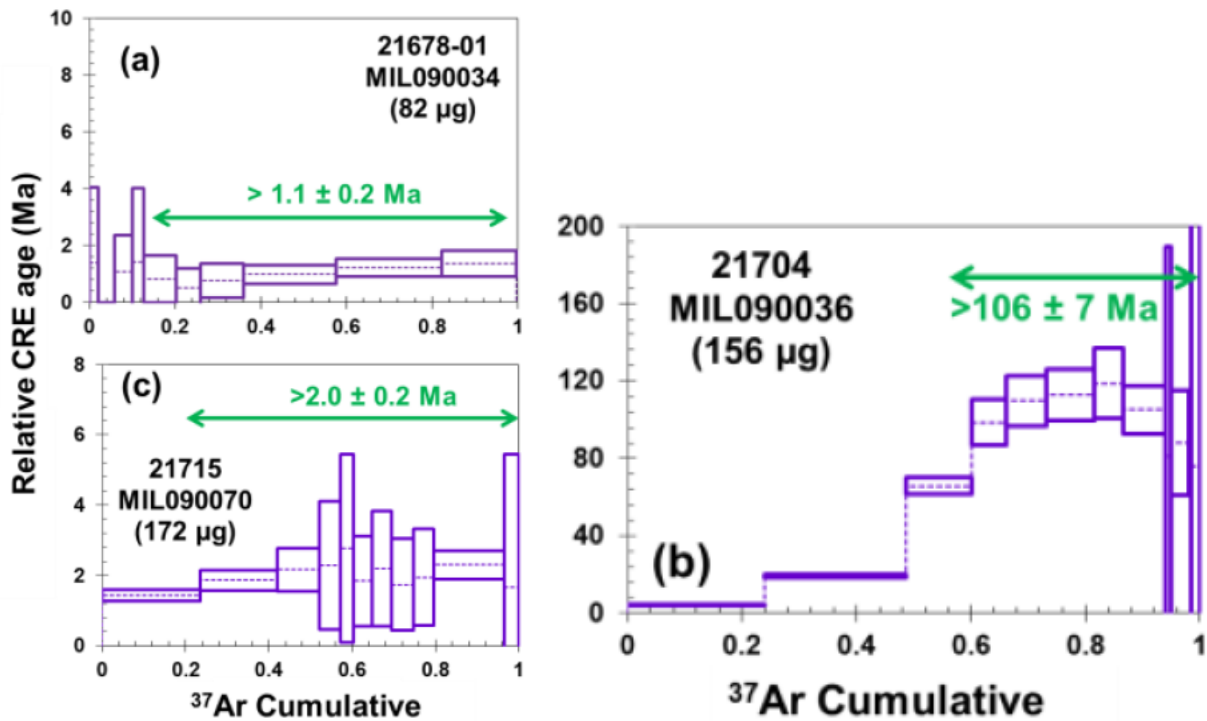 Relative CRE age (Ma)
10
8
6
4
2
0
(a)
21678-01
MIL090034
(82 µg)
> 1.1 ± 0.2 Ma
0
0.2
0.4
0.6
0.8
1
8
6
4
2
0
(c)
>2.0 ± 0.2 Ma
21715
MIL090070
(172 µg)
0
0.2
0.4
0.6
0.8
1
³⁷Ar Cumulative
200
160
120
80
40
0
21704
MIL090036
(156 µg)
>106 ± 7 Ma
(b)
0
0.2
0.4
0.6
0.8
1
³⁷Ar Cumulative